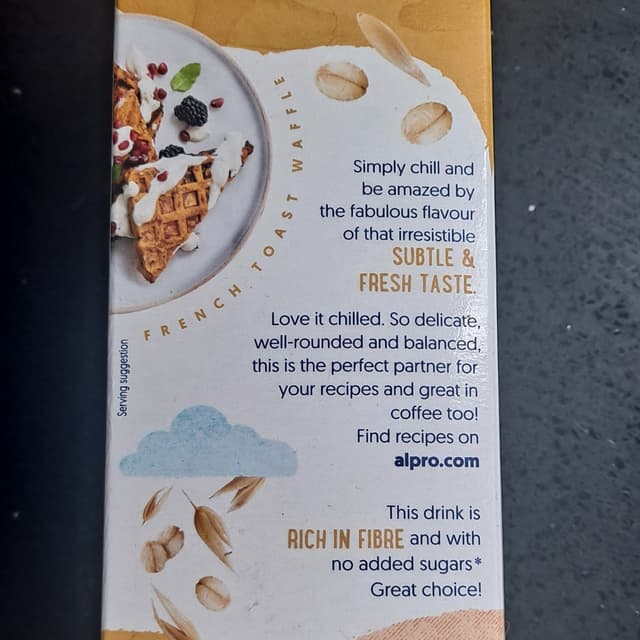 FRENCH TOAST WAFFLE
Serving suggestion
Simply chill and
be amazed by
the fabulous flavour
of that irresistible
SUBTLE &
FRESH TASTE.
Love it chilled. So delicate,
well-rounded and balanced,
this is the perfect partner for
your recipes and great in
coffee too!
Find recipes on
alpro.com
This drink is
RICH IN FIBRE and with
no added sugars*
Great choice!